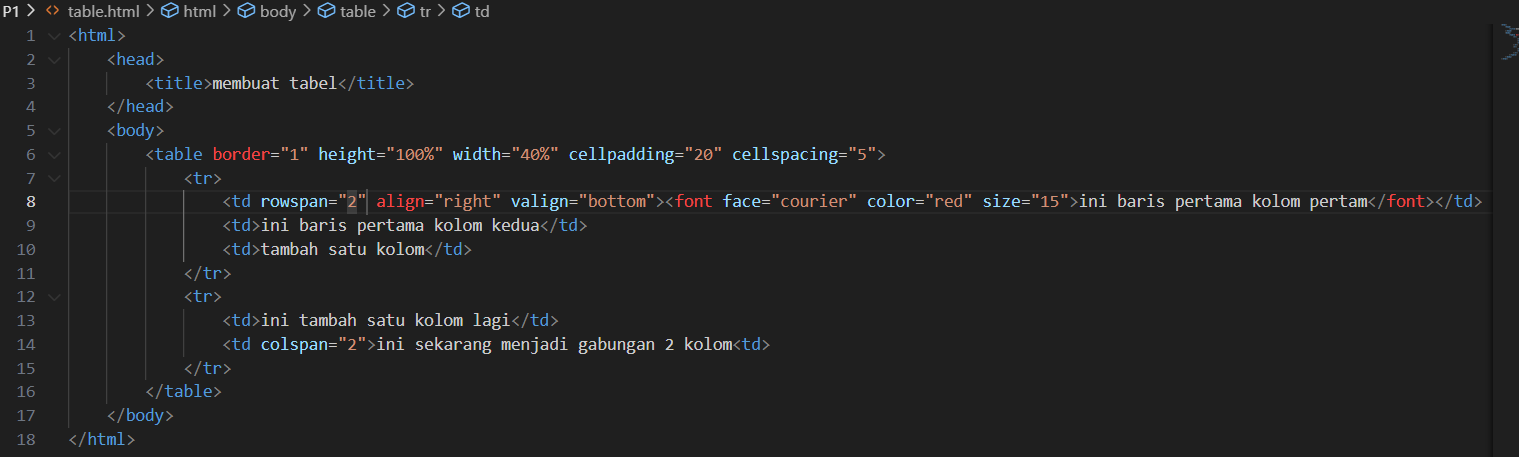 P1 > <> table.html > html > body > table > tr > td
1 <html>
2 <head>
3 <title>membuat tabel</title>
4 </head>
5 <body>
6 <table border="1" height="100%" width="40%" cellpadding="20" cellspacing="5">
7 <tr>
8 <td rowspan="2" align="right" valign="bottom"><font face="courier" color="red" size="15">ini baris pertama kolom pertam</font></td>
9 <td>ini baris pertama kolom kedua</td>
10 <td>tambah satu kolom</td>
11 </tr>
12 <tr>
13 <td>ini tambah satu kolom lagi</td>
14 <td colspan="2">ini sekarang menjadi gabungan 2 kolom<td>
15 </tr>
16 </table>
17 </body>
18 </html>